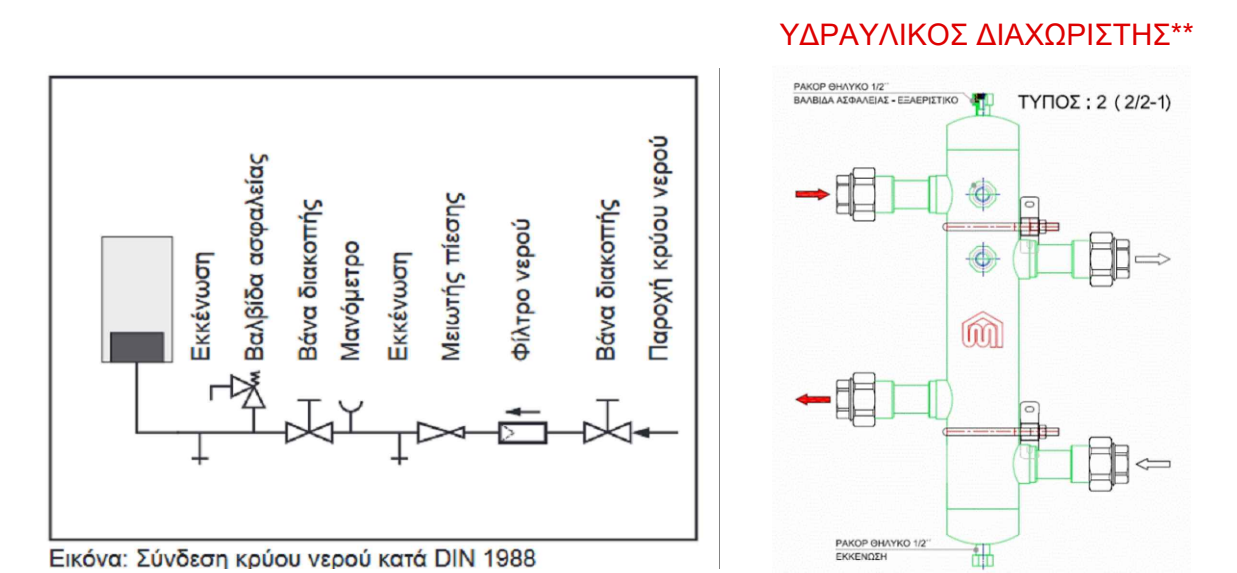 ΥΔΡΑΥΛΙΚΟΣ ΔΙΑΧΩΡΙΣΤΗΣ**
Εκκένωση
Βαλβίδα ασφαλείας
Βάνα διακοπής
Μανόμετρο
Εκκένωση
Μειωτής πίεσης
Φίλτρο νερού
Βάνα διακοπής
Παροχή κρύου νερού
Εικόνα: Σύνδεση κρύου νερού κατά DIN 1988
ΡΑΚΟΡ ΘΗΛΥΚΟ 1/2΄΄
ΒΑΛΒΙΔΑ ΑΣΦΑΛΕΙΑΣ - ΕΞΑΕΡΙΣΤΙΚΟ
ΤΥΠΟΣ : 2 ( 2/2-1)
ΡΑΚΟΡ ΘΗΛΥΚΟ 1/2΄΄
ΕΚΚΕΝΩΣΗ